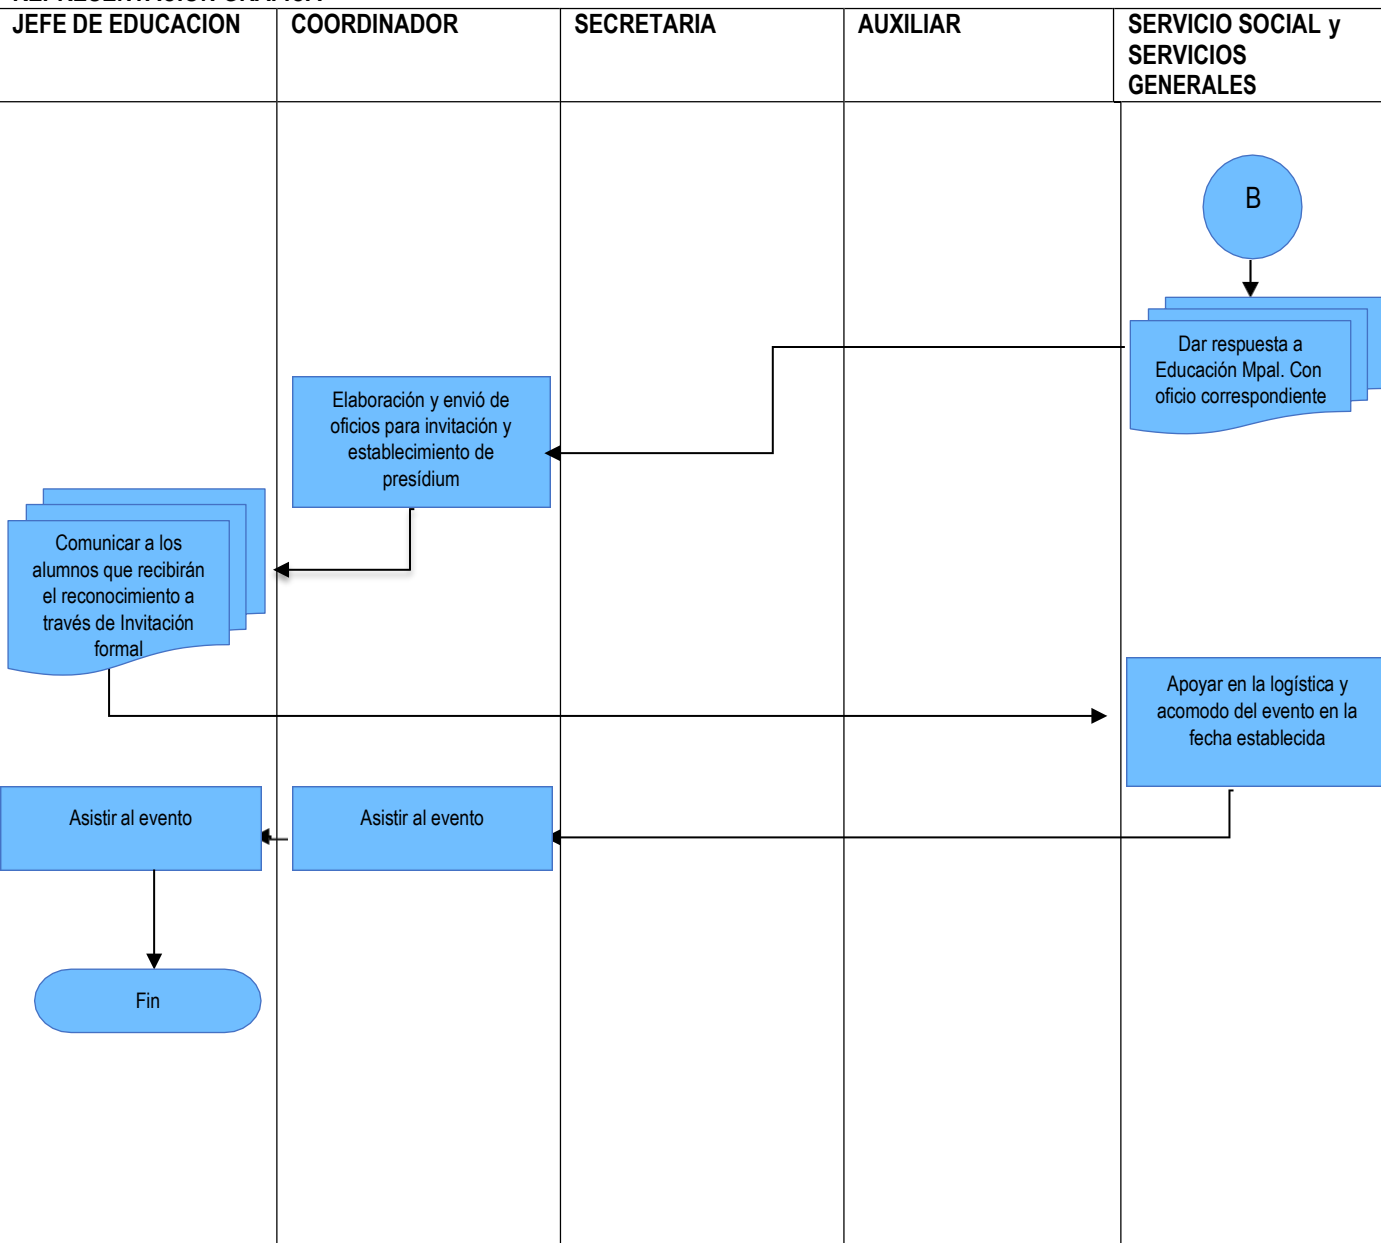 JEFE DE EDUCACION
COORDINADOR
SECRETARIA
AUXILIAR
SERVICIO SOCIAL y
SERVICIOS
GENERALES
B
Dar respuesta a
Educación Mpal. Con
oficio correspondiente
Elaboración y envió de
oficios para invitación y
establecimiento de
presídium
Comunicar a los
alumnos que recibirán
el reconocimiento a
través de Invitación
formal
Apoyar en la logística y
acomodo del evento en la
fecha establecida
Asistir al evento
Asistir al evento
Fin